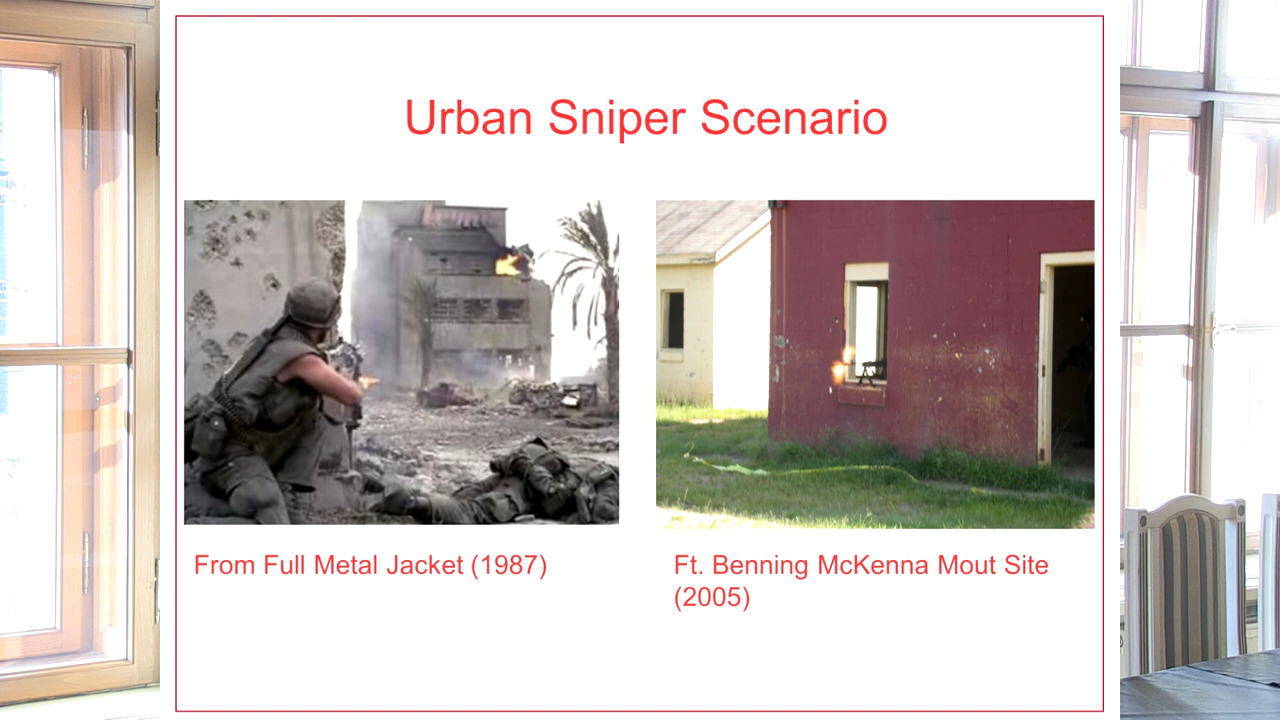 Urban Sniper Scenario
From Full Metal Jacket (1987)
Ft. Benning McKenna Mout Site
(2005)